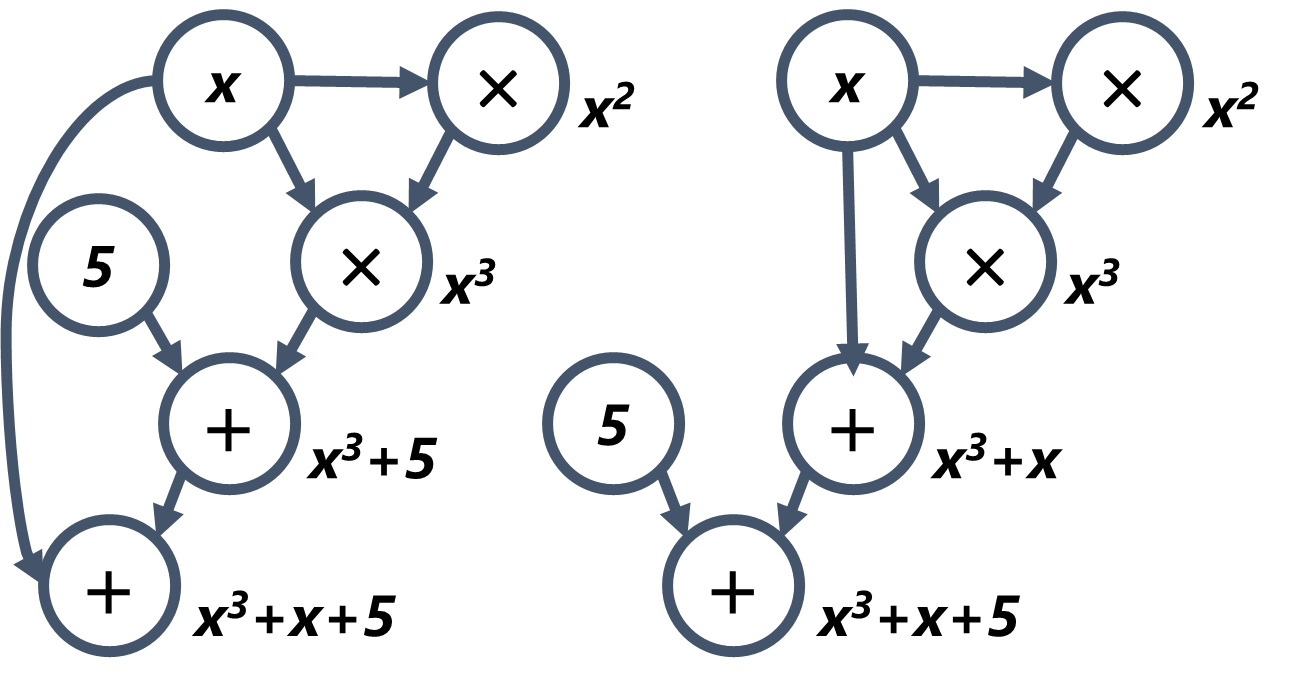 x × x²
5 × x³
+ x³+5
+ x³+x+5
x × x²
× x³
5 + x³+x
+ x³+x+5